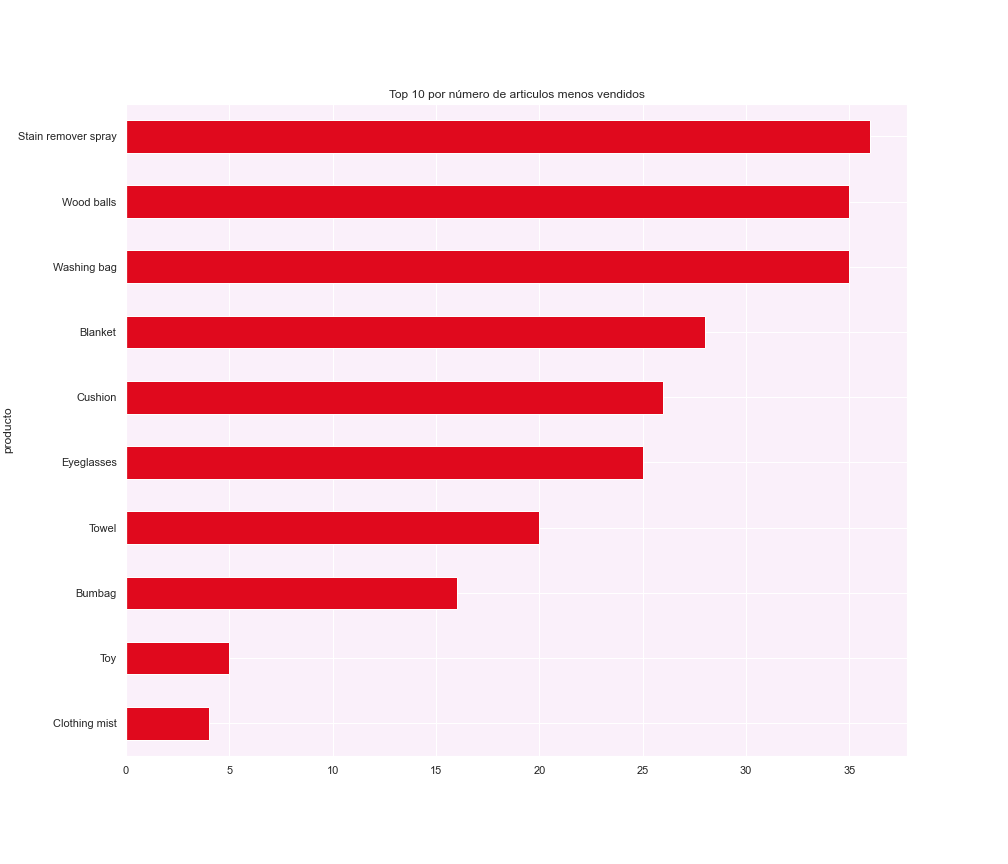 Top 10 por número de articulos menos vendidos
producto
Stain remover spray
Wood balls
Washing bag
Blanket
Cushion
Eyeglasses
Towel
Bumbag
Toy
Clothing mist
0 5 10 15 20 25 30 35